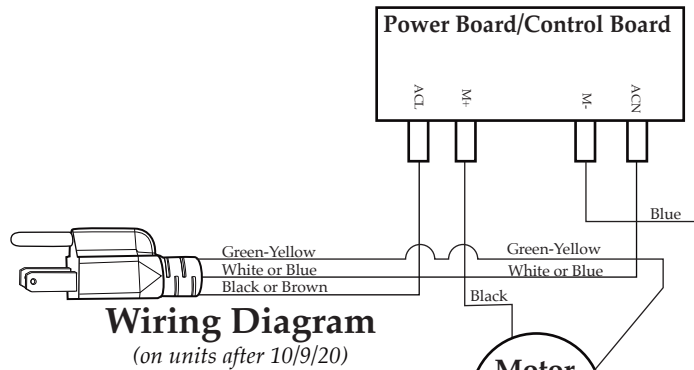 Power Board/Control Board
ACL
M+
M-
ACN
Blue
Green-Yellow
Green-Yellow
White or Blue
White or Blue
Black or Brown
Black
Wiring Diagram
(on units after 10/9/20)
Motor